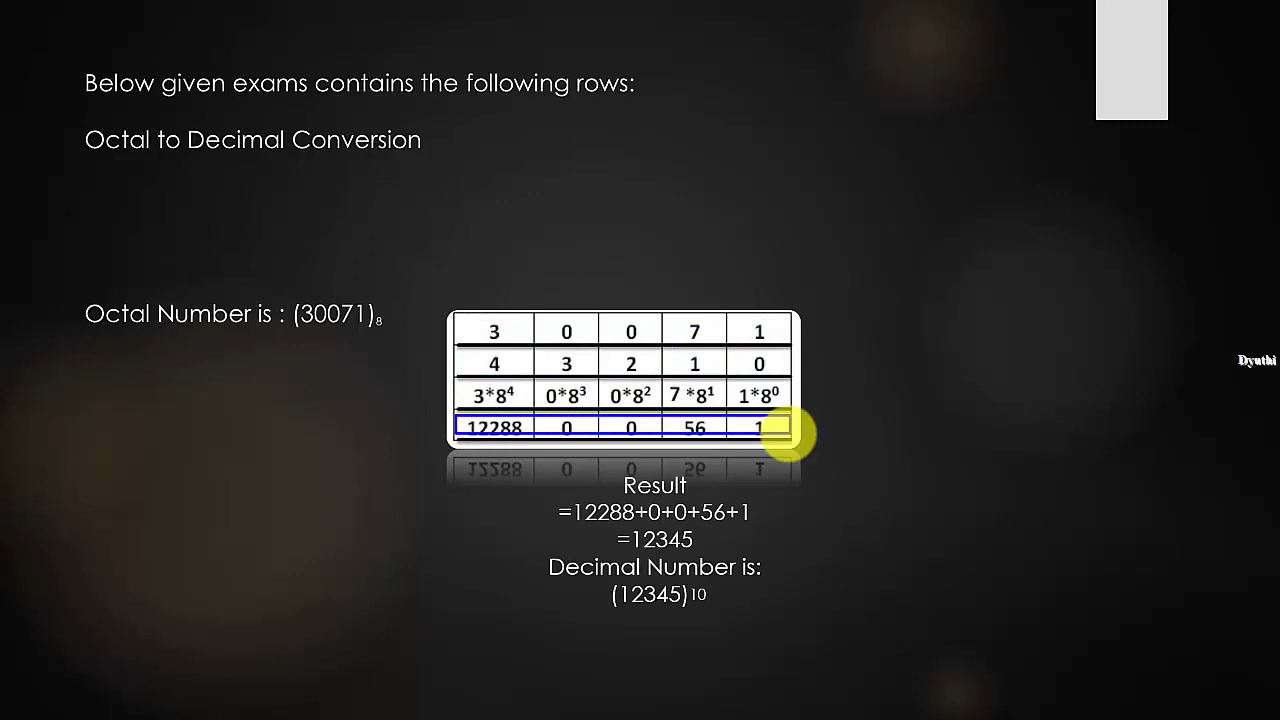 Below given exams contains the following rows:
Octal to Decimal Conversion
Octal Number is : (30071)₈
3 0 0 7 1
4 3 2 1 0
3*8⁴ 0*8³ 0*8² 7 *8¹ 1*8⁰
12288 0 0 56 1
Dyuthi
Result
=12288+0+0+56+1
=12345
Decimal Number is:
(12345)10